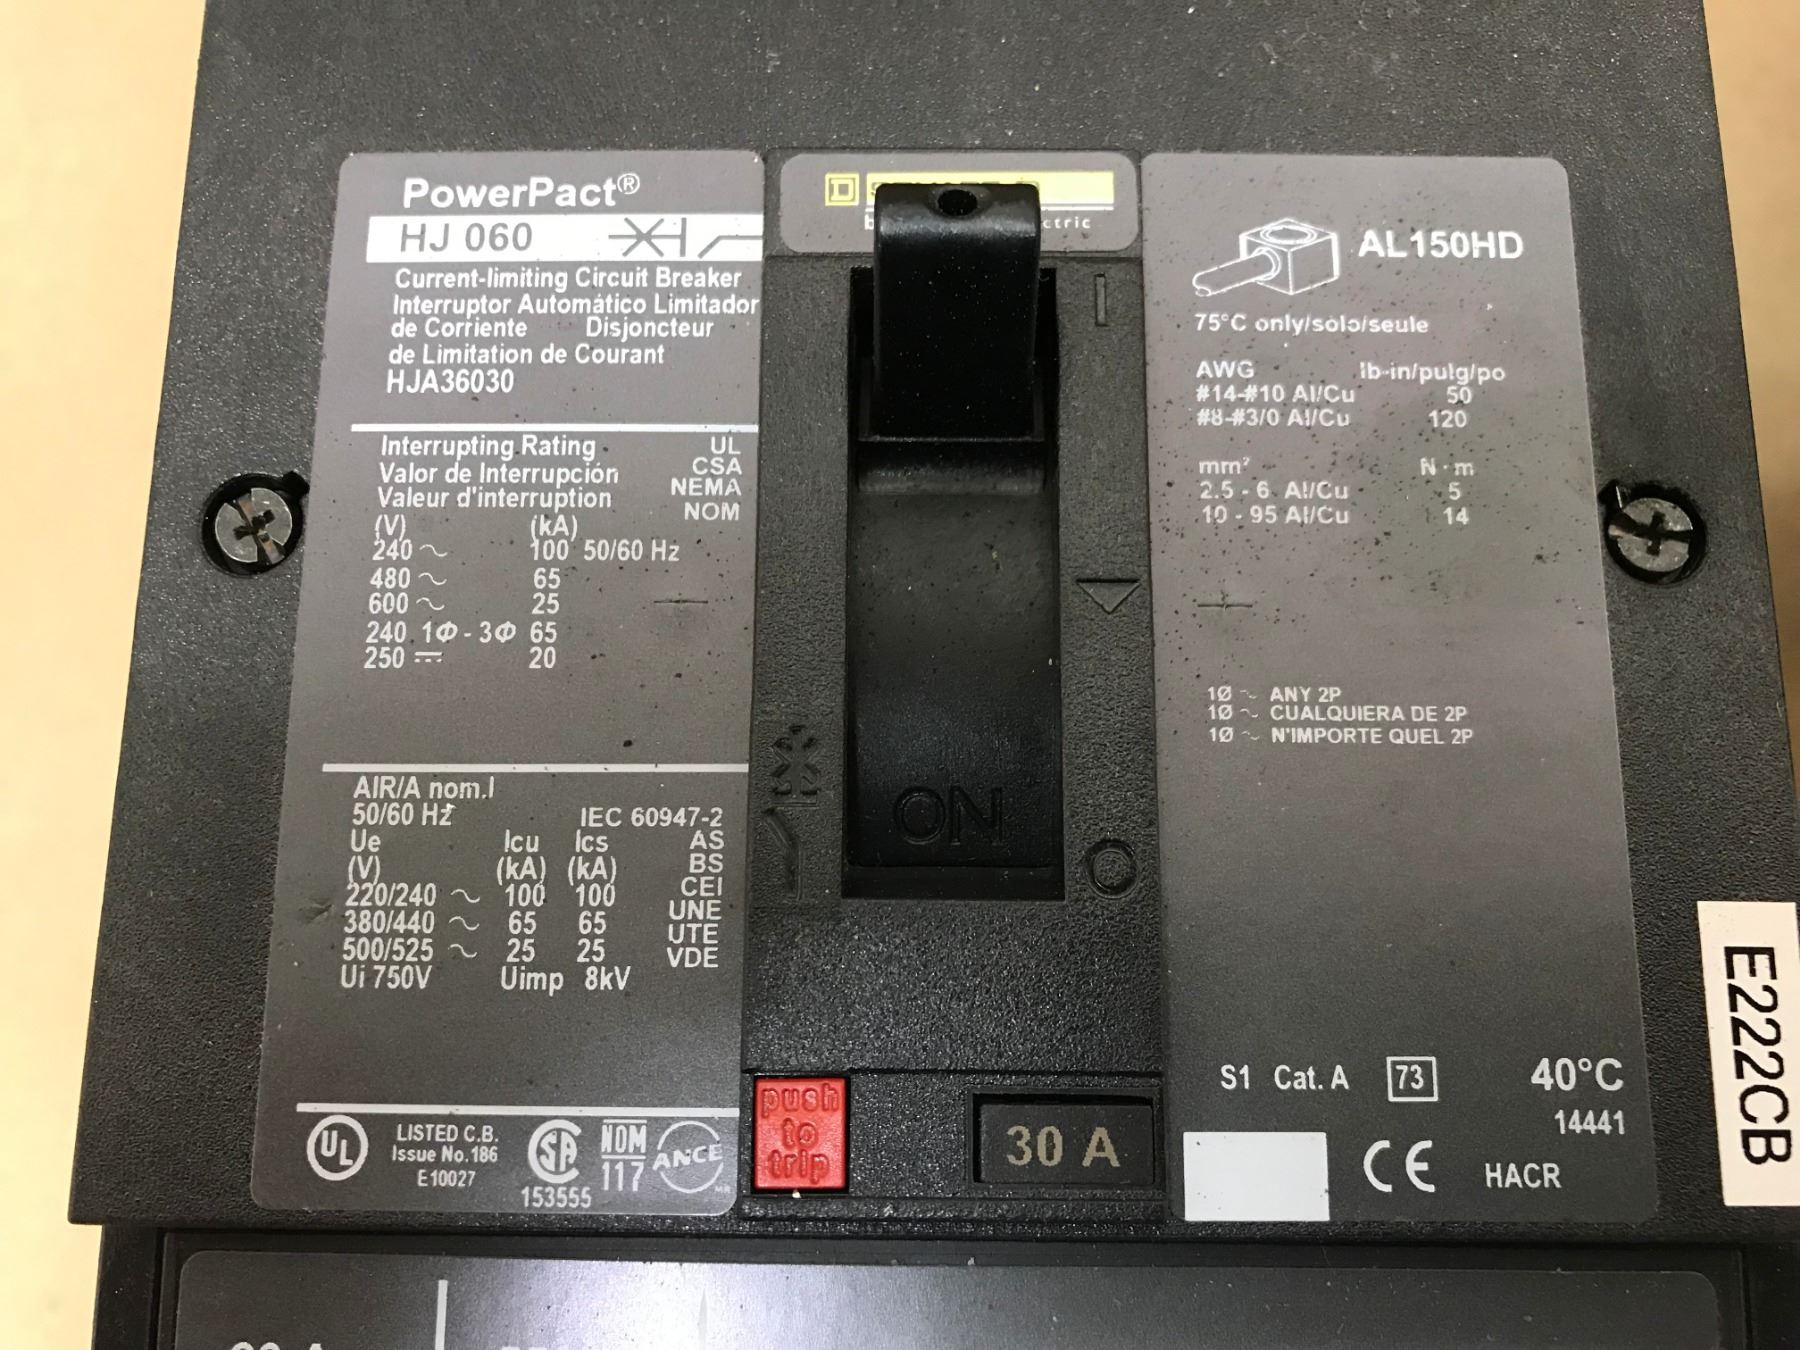 PowerPact®
HJ 060
Current-limiting Circuit Breaker
Interruptor Automático Limitador
de Corriente Disjoncteur
de Limitation de Courant
HJA36030
Interrupting Rating UL
Valor de Interrupción CSA
Valeur d'interruption NEMA
NOM
(V) (kA)
240 ~ 100 50/60 Hz
480 ~ 65
600 ~ 25
240 1Φ - 3Φ 65
250 ⎓ 20
AIR/A nom.I
50/60 Hz IEC 60947-2
Ue Icu Ics AS
(V) (kA) (kA) BS
220/240 ~ 100 100 CEI
380/440 ~ 65 65 UNE
500/525 ~ 25 25 UTE
VDE
Ui 750V Uimp 8kV
UL
LISTED C.B.
Issue No.186
E10027
SA
153555
NOM
117
ANCE
D
ctric
I
ON
O
push
to
trip
30 A
AL150HD
75°C only/solo/seule
AWG lb-in/pulg/po
#14-#10 Al/Cu 50
#8-#3/0 Al/Cu 120
mm² N·m
2.5 - 6 Al/Cu 5
10 - 95 Al/Cu 14
1Ø ~ ANY 2P
1Ø ~ CUALQUIERA DE 2P
1Ø ~ N'IMPORTE QUEL 2P
S1 Cat. A 73 40°C
14441
CE HACR
E222CB